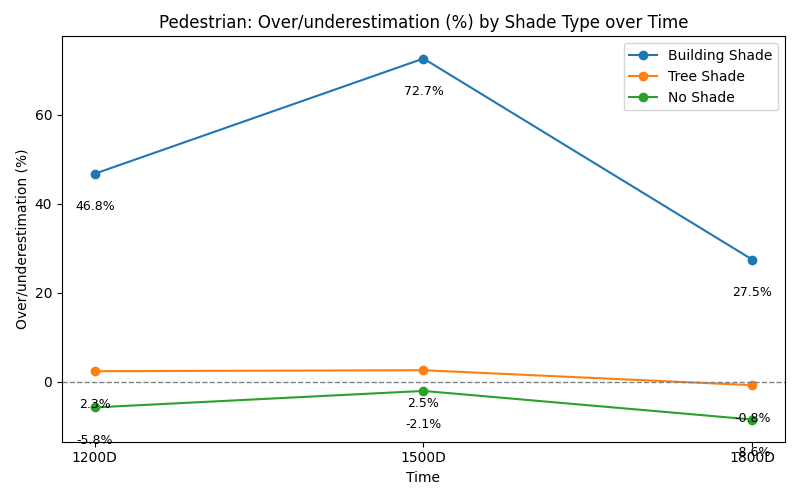 Pedestrian: Over/underestimation (%) by Shade Type over Time
Building Shade
Tree Shade
No Shade
Over/underestimation (%)
60
40
20
0
46.8%
72.7%
27.5%
2.3%
2.5%
-0.8%
-5.8%
-2.1%
-8.6%
1200D
1500D
1800D
Time